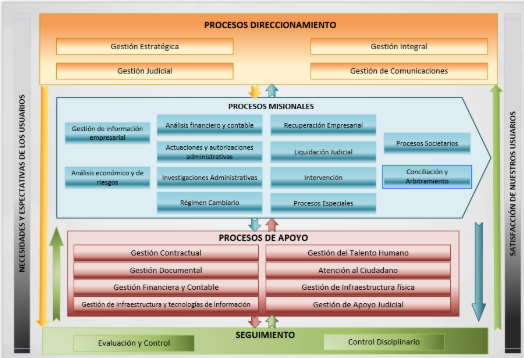 PROCESOS DIRECCIONAMIENTO
Gestión Estratégica
Gestión Integral
Gestión Judicial
Gestión de Comunicaciones
NECESIDADES Y ESPECTATIVAS DE LOS USUARIOS
PROCESOS MISIONALES
Gestión de información
empresarial
Análisis económico y de
riesgos
Análisis financiero y contable
Actuaciones y autorizaciones
administrativas
Investigaciones Administrativas
Régimen Cambiario
Recuperación Empresarial
Liquidación Judicial
Intervención
Procesos Especiales
Procesos Societarios
Conciliación y
Arbitramiento
SATISFACCIÓN DE NUESTROS USUARIOS
PROCESOS DE APOYO
Gestión Contractual
Gestión del Talento Humano
Gestión Documental
Atención al Ciudadano
Gestión Financiera y Contable
Gestión de Infraestructura física
Gestión de infraestructura y tecnologías de Información
Gestión de Apoyo Judicial
SEGUIMIENTO
Evaluación y Control
Control Disciplinario